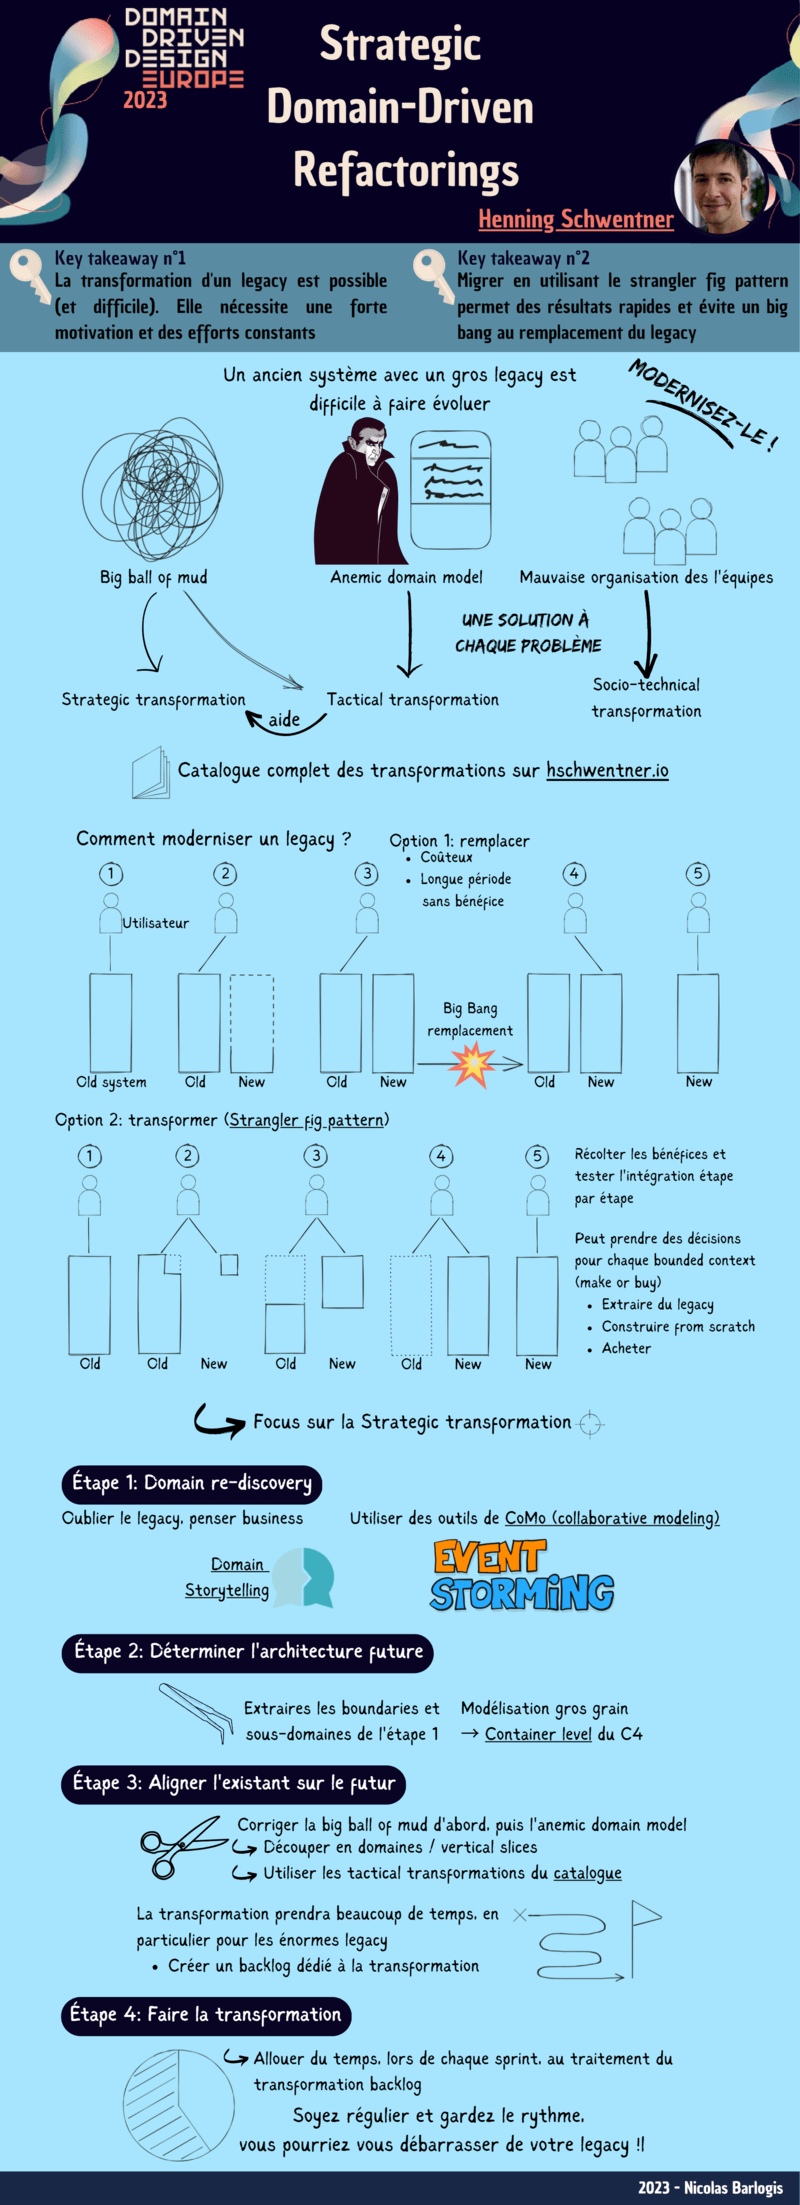 DOMAIN
DRIVEN
DESIGN
EUROPE
2023
Strategic
Domain-Driven
Refactorings
Henning Schwentner
Key takeaway n°1
La transformation d'un legacy est possible
(et difficile). Elle nécessite une forte
motivation et des efforts constants
Key takeaway n°2
Migrer en utilisant le strangler fig pattern
permet des résultats rapides et évite un big
bang au remplacement du legacy
Un ancien système avec un gros legacy est
difficile à faire évoluer
MODERNISEZ-LE !
Big ball of mud
Anemic domain model
Mauvaise organisation des l'équipes
UNE SOLUTION À
CHAQUE PROBLÈME
Strategic transformation
aide
Tactical transformation
Socio-technical
transformation
Catalogue complet des transformations sur hschwentner.io
Comment moderniser un legacy ?
Option 1: remplacer
• Coûteux
• Longue période
sans bénéfice
1 2 3 4 5
Utilisateur
Big Bang
remplacement
Old system Old New Old New Old New New
Option 2: transformer (Strangler fig pattern)
1 2 3 4 5
Récolter les bénéfices et
tester l'intégration étape
par étape
Peut prendre des décisions
pour chaque bounded context
(make or buy)
• Extraire du legacy
• Construire from scratch
• Acheter
Old Old New Old New Old New New
Focus sur la Strategic transformation
Étape 1: Domain re-discovery
Oublier le legacy, penser business
Utiliser des outils de CoMo (collaborative modeling)
Domain
Storytelling
EVENT
STORMING
Étape 2: Déterminer l'architecture future
Extraires les boundaries et
sous-domaines de l'étape 1
Modélisation gros grain
→ Container level du C4
Étape 3: Aligner l'existant sur le futur
Corriger la big ball of mud d'abord, puis l'anemic domain model
Découper en domaines / vertical slices
Utiliser les tactical transformations du catalogue
La transformation prendra beaucoup de temps, en
particulier pour les énormes legacy
• Créer un backlog dédié à la transformation
Étape 4: Faire la transformation
Allouer du temps, lors de chaque sprint, au traitement du
transformation backlog
Soyez régulier et gardez le rythme,
vous pourriez vous débarrasser de votre legacy !!
2023 - Nicolas Barlogis